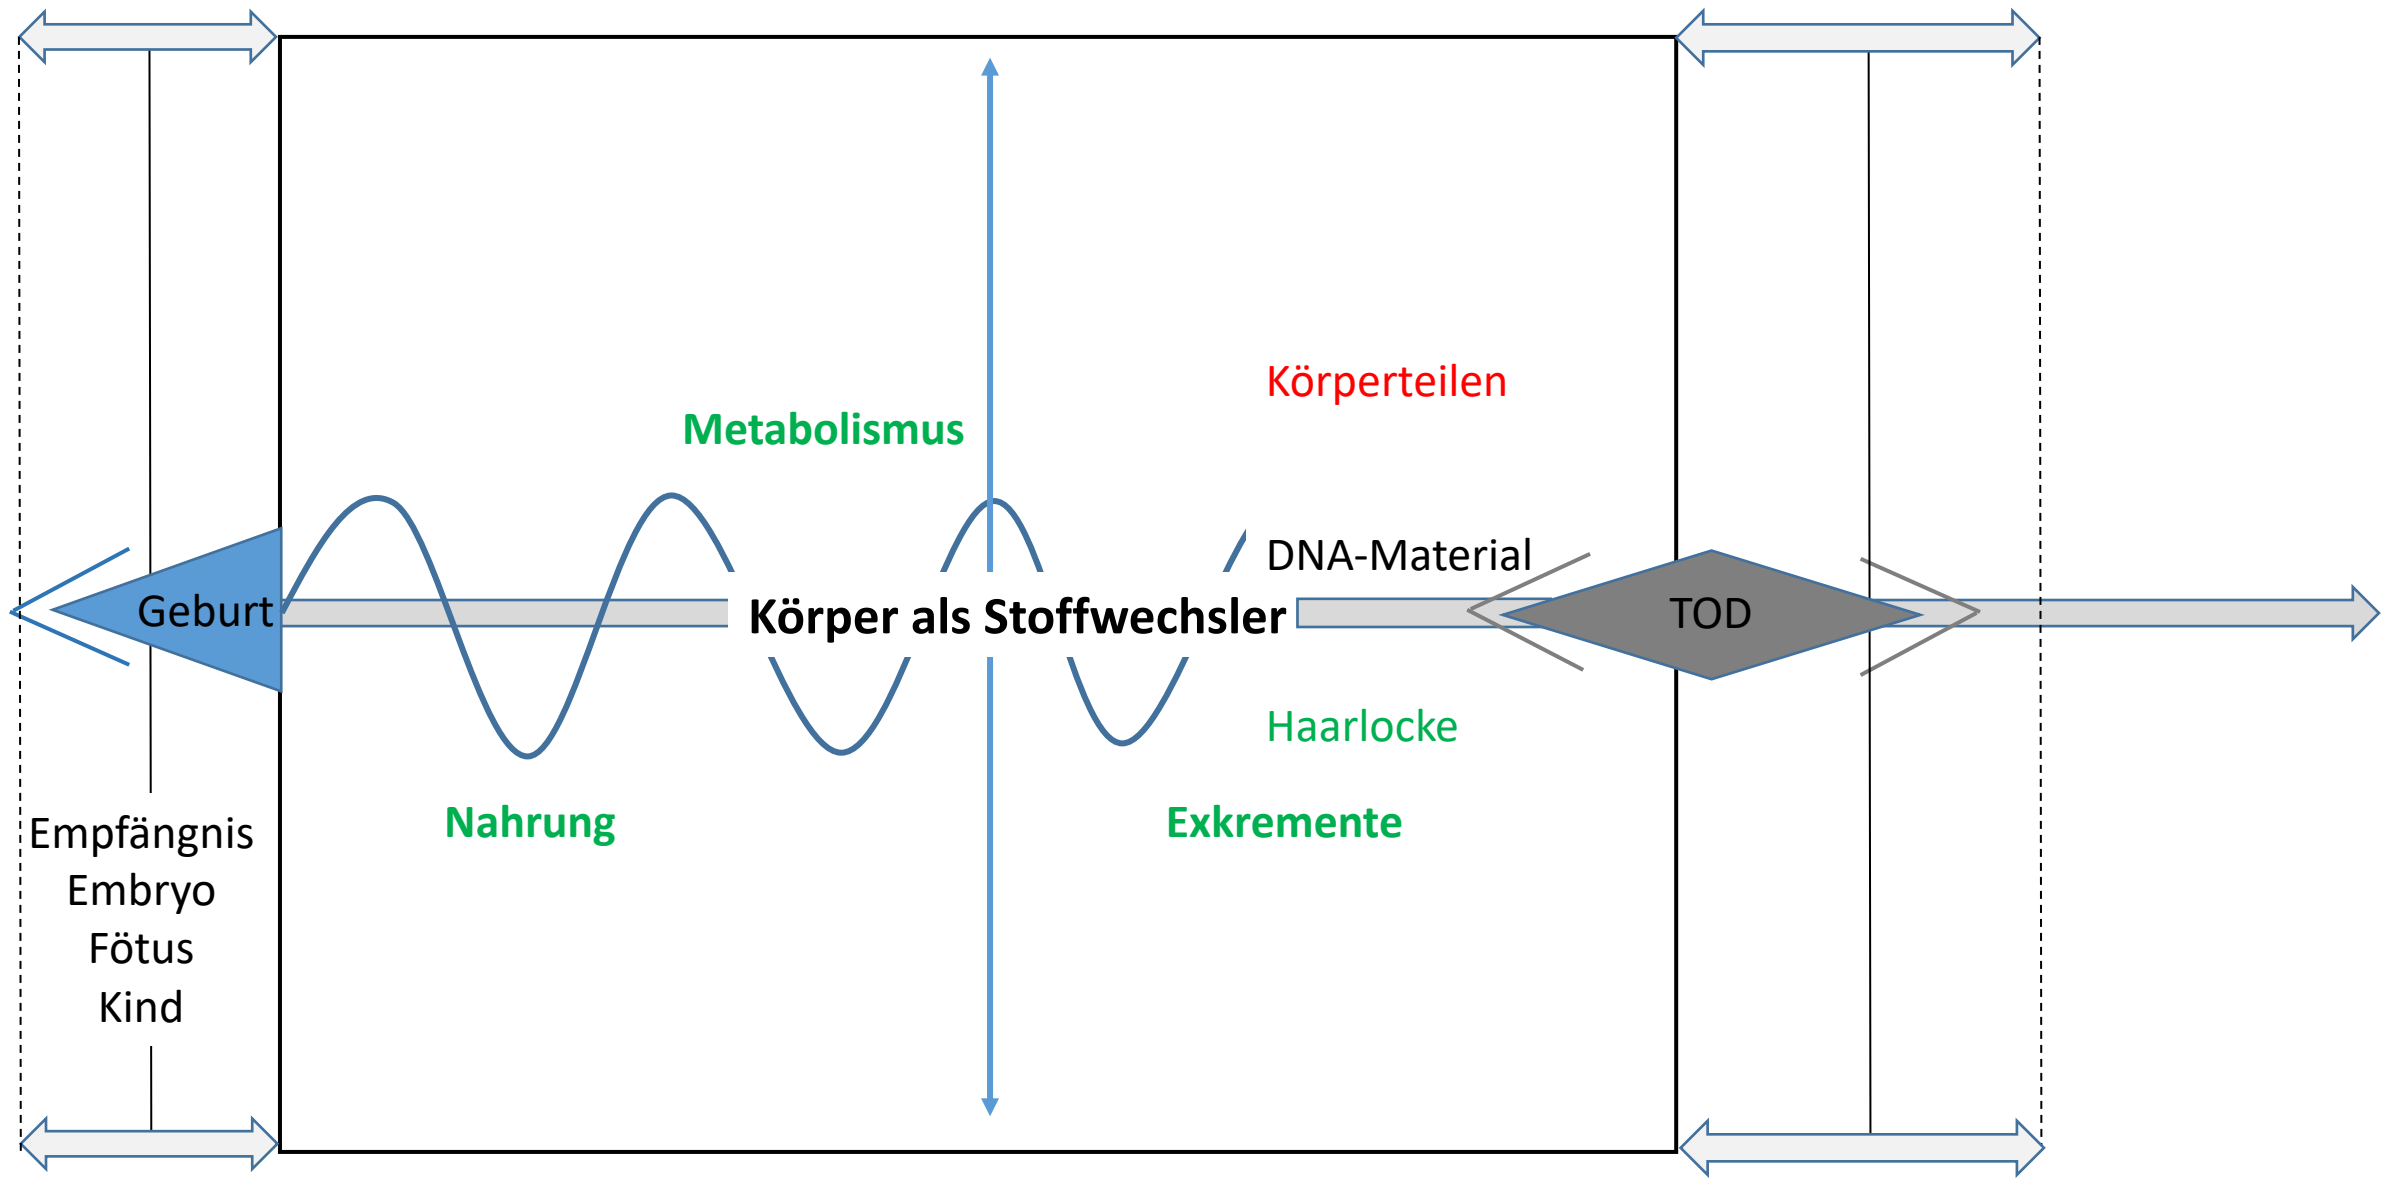 Körperteilen
Metabolismus
DNA-Material
Geburt
Körper als Stoffwechsler
TOD
Haarlocke
Nahrung
Exkremente
Empfängnis
Embryo
Fötus
Kind